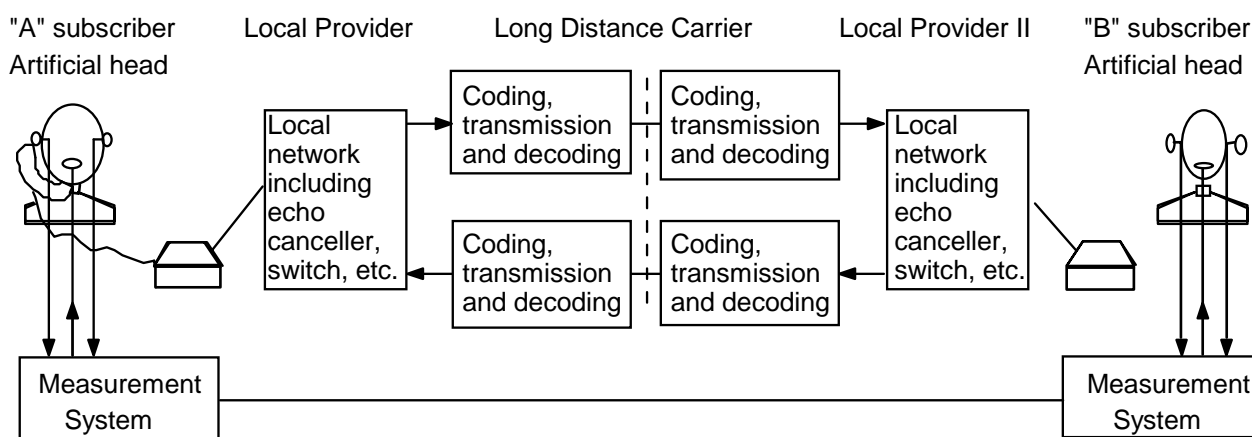 "A" subscriber
Artificial head
Local Provider
Long Distance Carrier
Local Provider II
"B" subscriber
Artificial head
Local
network
including
echo
canceller,
switch, etc.
Coding,
transmission
and decoding
Coding,
transmission
and decoding
Local
network
including
echo
canceller,
switch, etc.
Coding,
transmission
and decoding
Coding,
transmission
and decoding
Measurement
System
Measurement
System